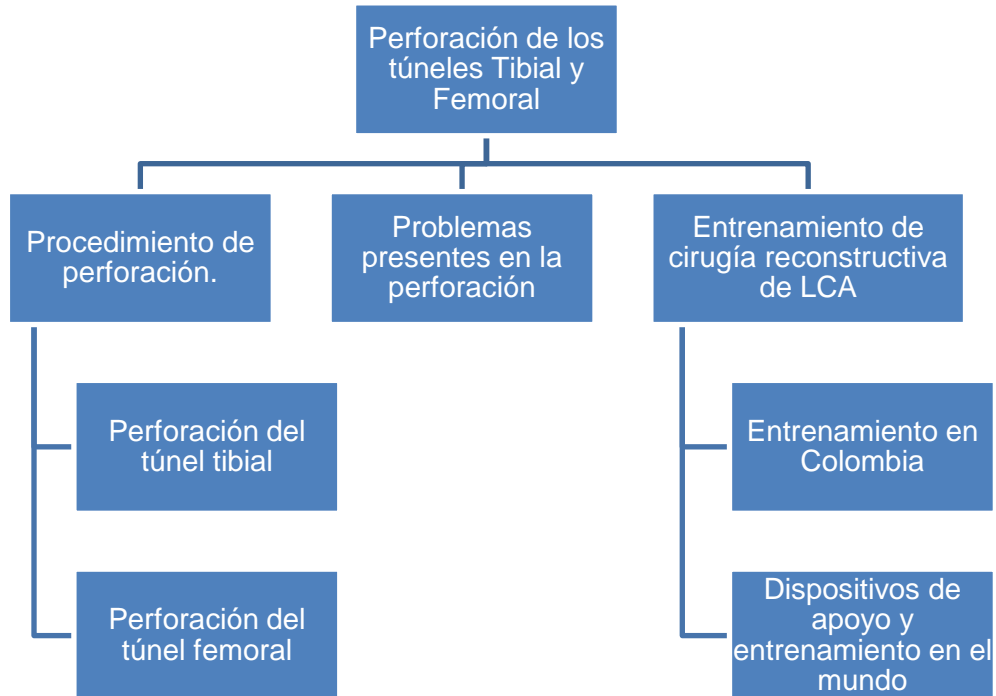 Perforación de los
túneles Tibial y
Femoral
Procedimiento de
perforación.
Problemas
presentes en la
perforación
Entrenamiento de
cirugía reconstructiva
de LCA
Perforación del
túnel tibial
Perforación del
túnel femoral
Entrenamiento en
Colombia
Dispositivos de
apoyo y
entrenamiento en el
mundo